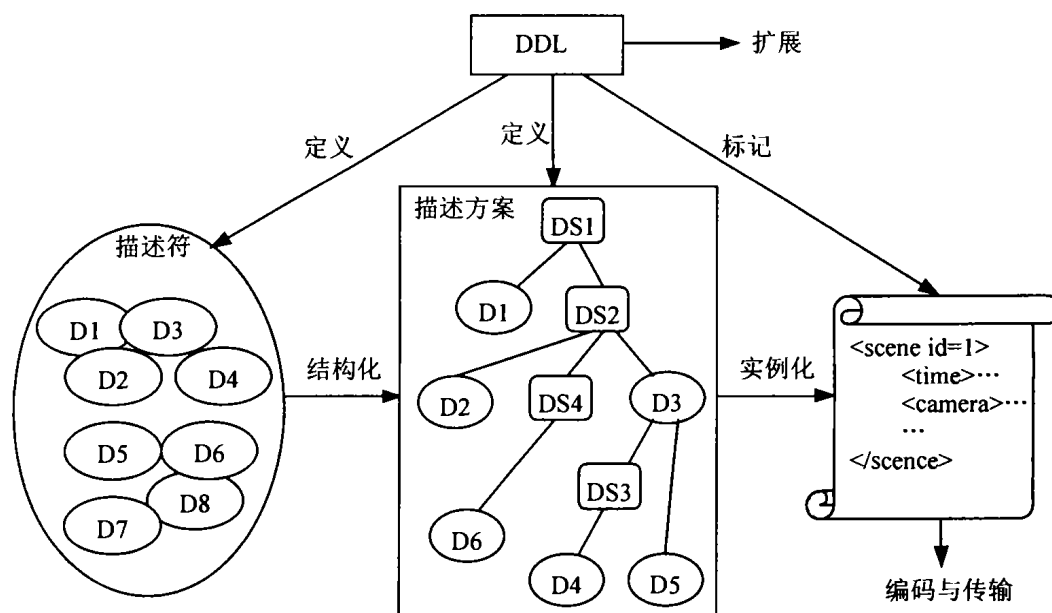 DDL
扩展
定义
定义
标记
描述符
D1
D3
D2
D4
D5
D6
D8
D7
结构化
描述方案
DS1
D1
DS2
D2
DS4
D3
DS3
D6
D4
D5
实例化
<scene id=1>
<time>…
<camera>…
…
</scence>
编码与传输